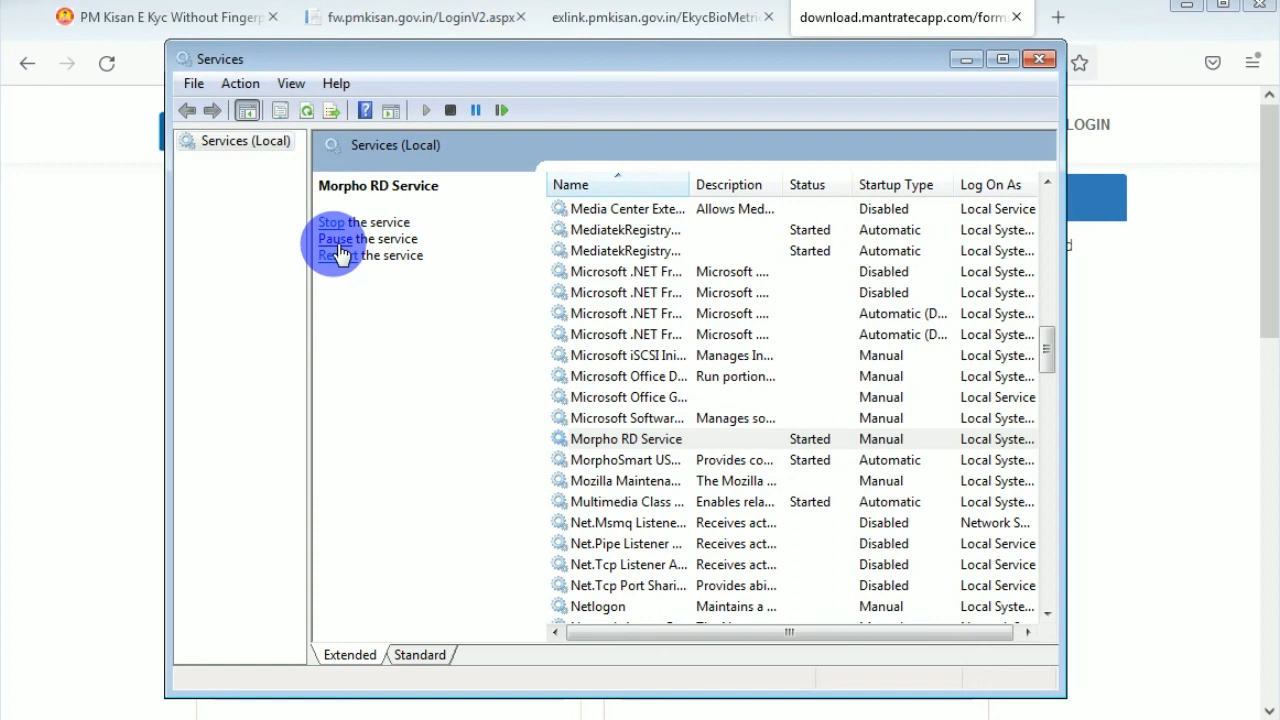 PM Kisan E Kyc Without Fingerp
fw.pmkisan.gov.in/LoginV2.aspx
exlink.pmkisan.gov.in/EkycBioMetri
download.mantratecapp.com/form
Services
File Action View Help
LOGIN
Services (Local)
Services (Local)
Morpho RD Service
Stop the service
Pause the service
the service
Name Description Status Startup Type Log On As
Media Center Exte... Allows Med... Disabled Local Service
MediatekRegistry... Started Automatic Local Syste...
MediatekRegistry... Started Automatic Local Syste...
Microsoft .NET Fr... Microsoft .... Disabled Local Syste...
Microsoft .NET Fr... Microsoft .... Disabled Local Syste...
Microsoft .NET Fr... Microsoft .... Automatic (D... Local Syste...
Microsoft .NET Fr... Microsoft .... Automatic (D... Local Syste...
Microsoft iSCSI Ini... Manages In... Manual Local Syste...
Microsoft Office D... Run portion... Manual Local Syste...
Microsoft Office G... Manual Local Service
Microsoft Softwar... Manages so... Manual Local Syste...
Morpho RD Service Started Manual Local Syste...
MorphoSmart US... Provides co... Started Automatic Local Syste...
Mozilla Maintena... The Mozilla ... Manual Local Syste...
Multimedia Class ... Enables rela... Started Automatic Local Syste...
Net.Msmq Listene... Receives act... Disabled Network S...
Net.Pipe Listener ... Receives act... Disabled Local Service
Net.Tcp Listener A... Receives act... Disabled Local Service
Net.Tcp Port Shari... Provides abi... Disabled Local Service
Netlogon Maintains a ... Manual Local Syste...
Extended Standard